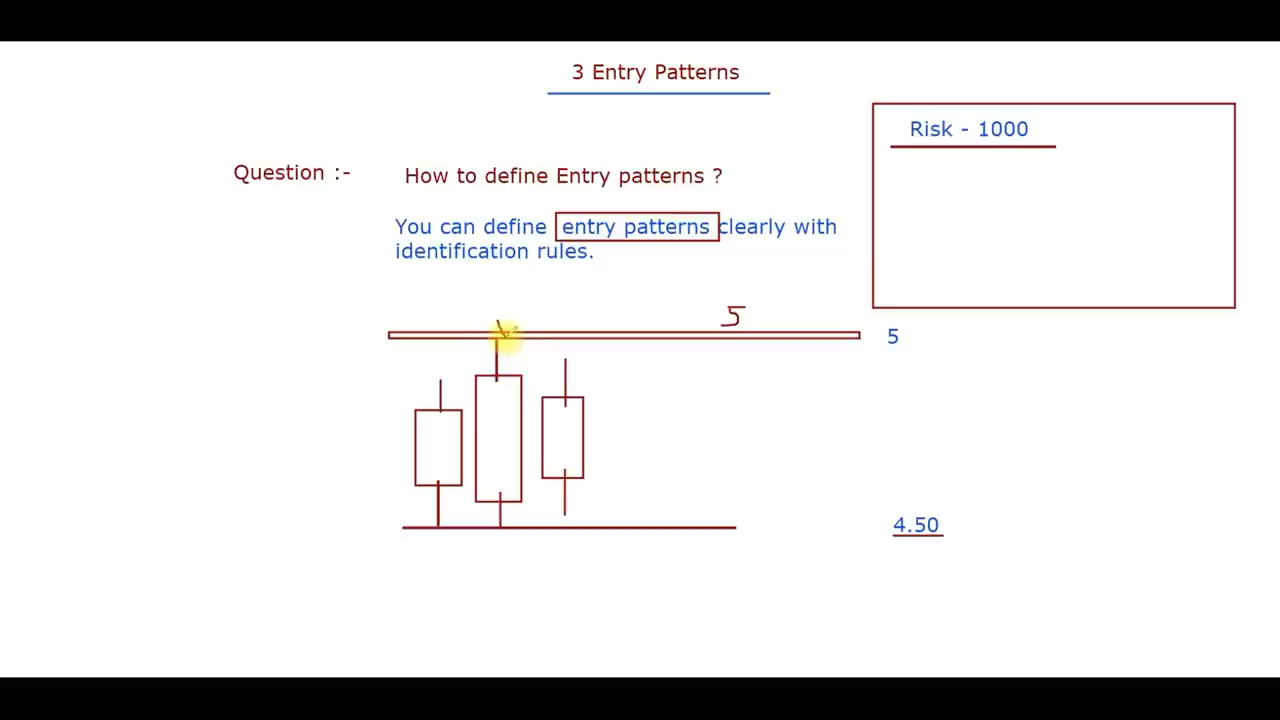 3 Entry Patterns
Risk - 1000
Question :-
How to define Entry patterns ?
You can define entry patterns clearly with
identification rules.
5
5
4.50